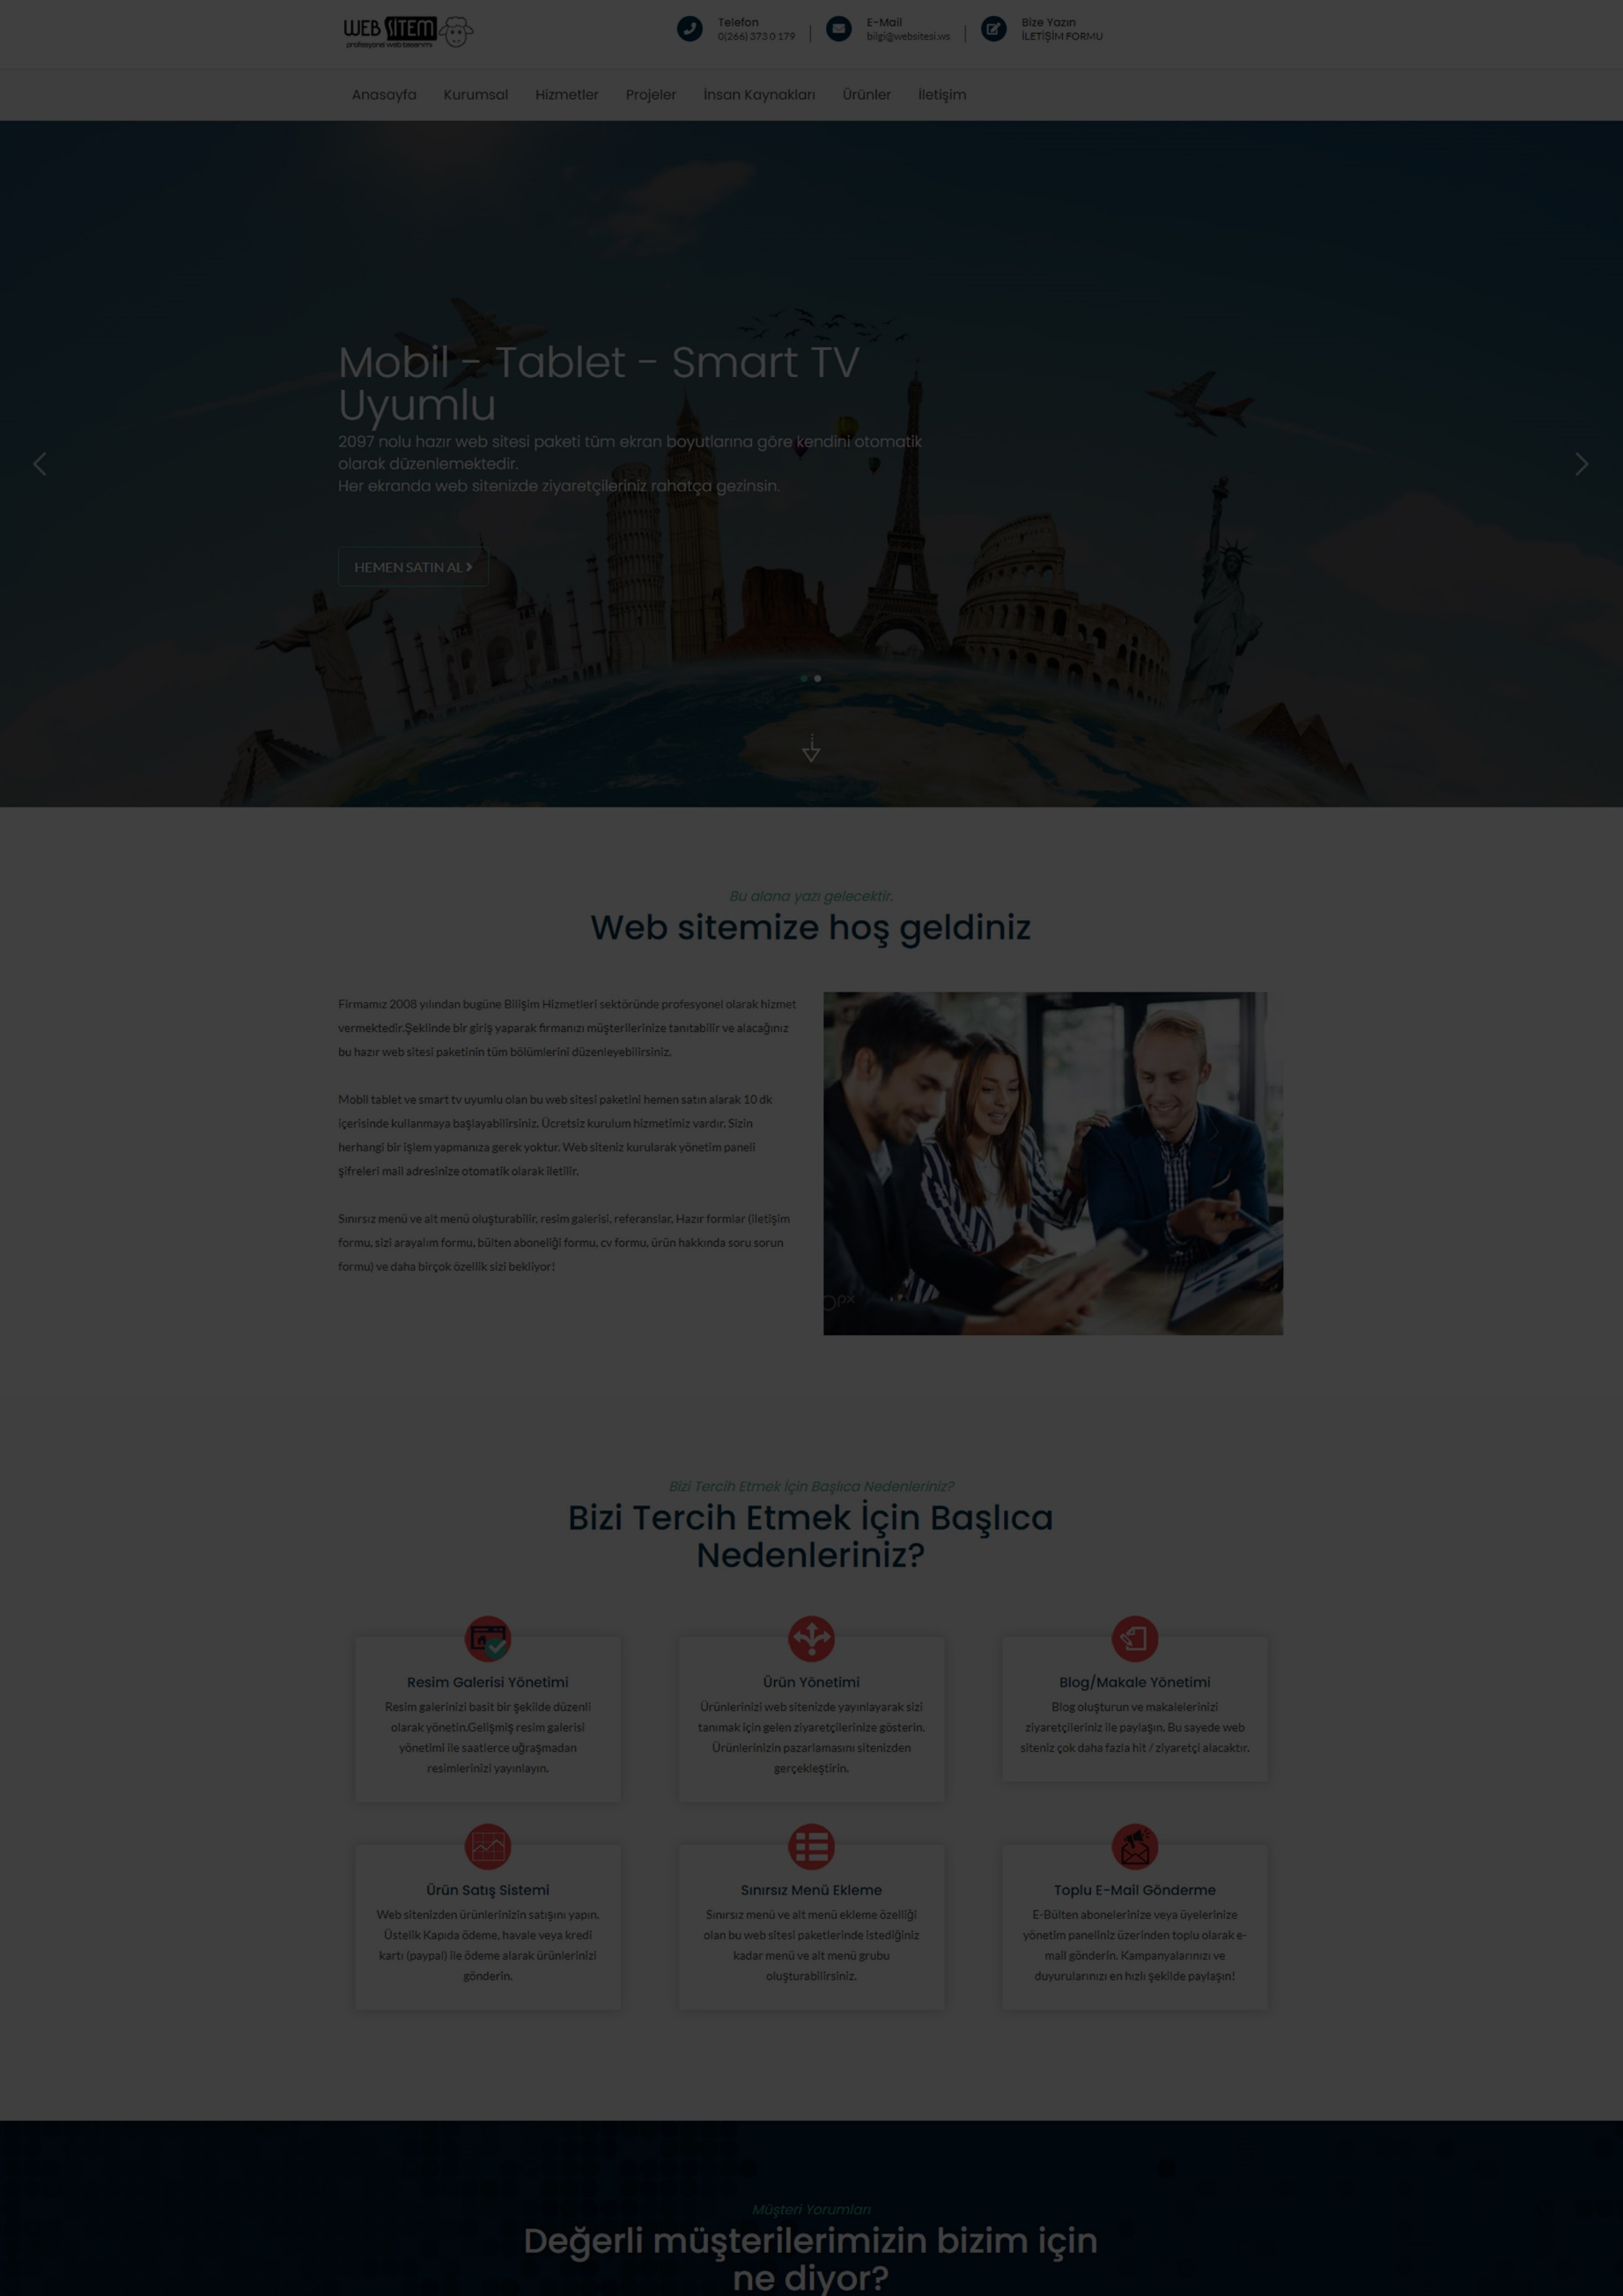 WEB SİTEM
profesyonel web tasarımı
Telefon
0(266) 373 0 179
E-Mail
bilgi@websitesi.ws
Bize Yazın
İLETİŞİM FORMU
Anasayfa Kurumsal Hizmetler Projeler İnsan Kaynakları Ürünler İletişim
Mobil - Tablet - Smart TV
Uyumlu
2097 nolu hazır web sitesi paketi tüm ekran boyutlarına göre kendini otomatik
olarak düzenlemektedir.
Her ekranda web sitenizde ziyaretçileriniz rahatça gezinsin.
HEMEN SATIN AL
Bu alana yazı gelecektir.
Web sitemize hoş geldiniz
Firmamız 2008 yılından bugüne Bilişim Hizmetleri sektöründe profesyonel olarak hizmet
vermektedir.Şeklinde bir giriş yaparak firmanızı müşterilerinize tanıtabilir ve alacağınız
bu hazır web sitesi paketinin tüm bölümlerini düzenleyebilirsiniz.
Mobil tablet ve smart tv uyumlu olan bu web sitesi paketini hemen satın alarak 10 dk
içerisinde kullanmaya başlayabilirsiniz. Ücretsiz kurulum hizmetimiz vardır. Sizin
herhangi bir işlem yapmanıza gerek yoktur. Web siteniz kurularak yönetim paneli
şifreleri mail adresinize otomatik olarak iletilir.
Sınırsız menü ve alt menü oluşturabilir, resim galerisi, referanslar, Hazır formlar (iletişim
formu, sizi arayalım formu, bülten aboneliği formu, cv formu, ürün hakkında soru sorun
formu) ve daha birçok özellik sizi bekliyor!
px
Bizi Tercih Etmek İçin Başlıca Nedenleriniz?
Bizi Tercih Etmek İçin Başlıca
Nedenleriniz?
Resim Galerisi Yönetimi
Resim galerinizi basit bir şekilde düzenli
olarak yönetin.Gelişmiş resim galerisi
yönetimi ile saatlerce uğraşmadan
resimlerinizi yayınlayın.
Ürün Yönetimi
Ürünlerinizi web sitenizde yayınlayarak sizi
tanımak için gelen ziyaretçilerinize gösterin.
Ürünlerinizin pazarlamasını sitenizden
gerçekleştirin.
Blog/Makale Yönetimi
Blog oluşturun ve makalelerinizi
ziyaretçileriniz ile paylaşın. Bu sayede web
siteniz çok daha fazla hit / ziyaretçi alacaktır.
Ürün Satış Sistemi
Web sitenizden ürünlerinizin satışını yapın.
Üstelik Kapıda ödeme, havale veya kredi
kartı (paypal) ile ödeme alarak ürünlerinizi
gönderin.
Sınırsız Menü Ekleme
Sınırsız menü ve alt menü ekleme özelliği
olan bu web sitesi paketlerinde istediğiniz
kadar menü ve alt menü grubu
oluşturabilirsiniz.
Toplu E-Mail Gönderme
E-Bülten abonelerinize veya üyelerinize
yönetim paneliniz üzerinden toplu olarak e-
mail gönderin. Kampanyalarınızı ve
duyurularınızı en hızlı şekilde paylaşın!
Müşteri Yorumları
Değerli müşterilerimizin bizim için
ne diyor?